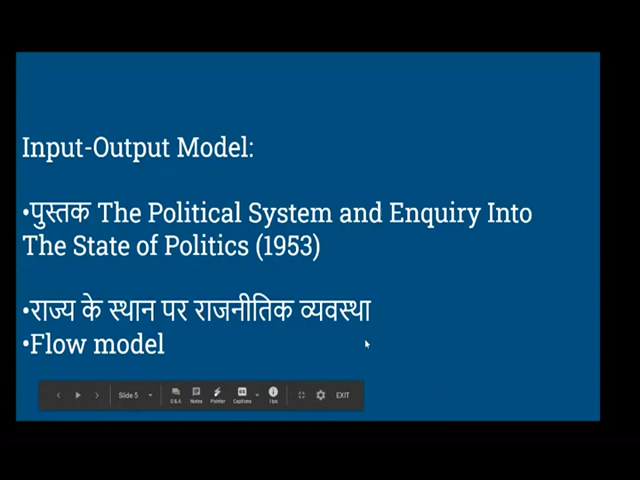 Input-Output Model:
•पुस्तक The Political System and Enquiry Into
The State of Politics (1953)
•राज्य के स्थान पर राजनीतिक व्यवस्था
•Flow model
Slide 5
Q&A Notes Pointer Captions
EXIT